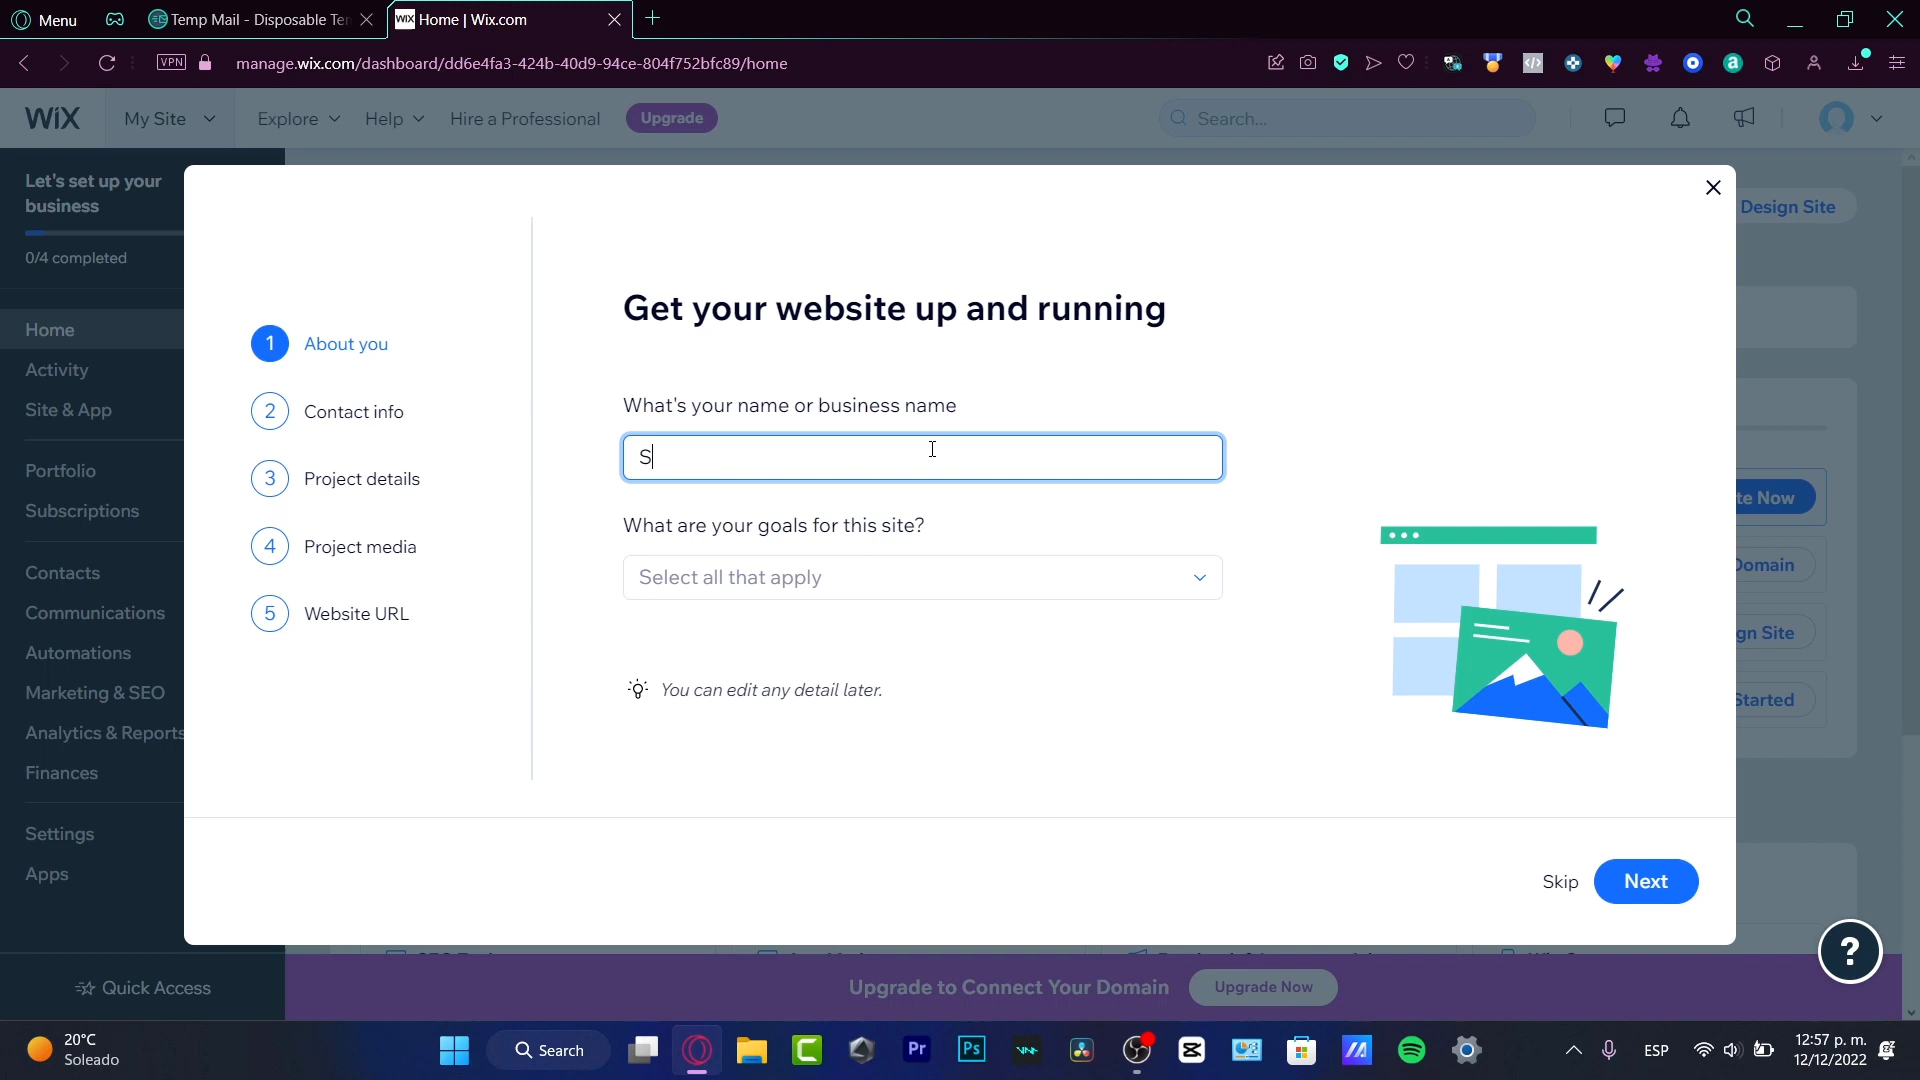 Menu
Temp Mail - Disposable Te
WiX Home | Wix.com
VPN
manage.wix.com/dashboard/dd6e4fa3-424b-40d9-94ce-804f752bfc89/home
WiX My Site Explore Help Hire a Professional Upgrade Search...
Let's set up your
business
0/4 completed
Home
Activity
Site & App
Portfolio
Subscriptions
Contacts
Communications
Automations
Marketing & SEO
Analytics & Reports
Finances
Settings
Apps
Quick Access
Design Site
te Now
Domain
gn Site
Started
1 About you
2 Contact info
3 Project details
4 Project media
5 Website URL
Get your website up and running
What's your name or business name
S
What are your goals for this site?
Select all that apply
You can edit any detail later.
Skip Next
?
Upgrade to Connect Your Domain Upgrade Now
20°C
Soleado
Search
Pr
Ps
ESP
12:57 p. m.
12/12/2022